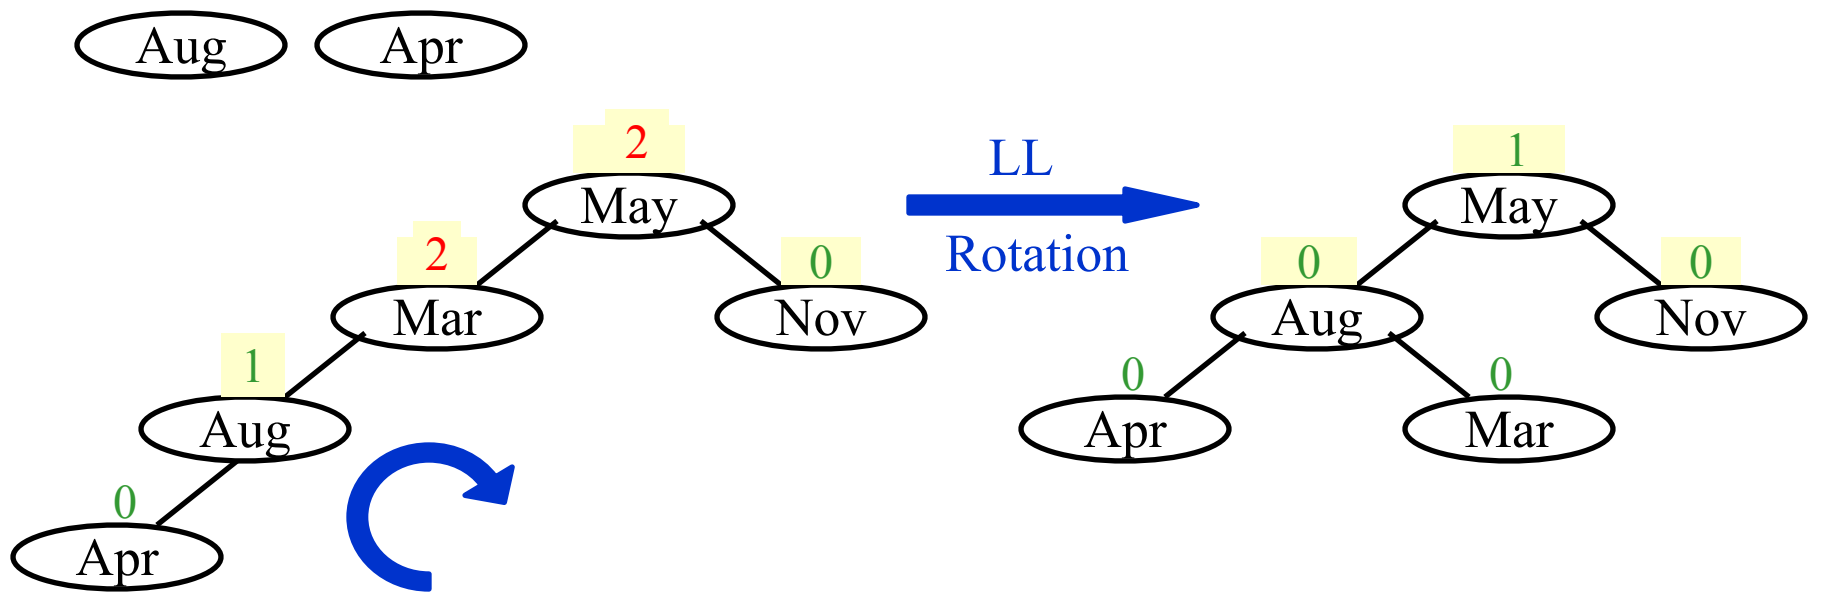 Aug Apr
2
May
2 0
Mar Nov
1
Aug
0
Apr
LL
Rotation
1
May
0 0
Aug Nov
0 0
Apr Mar